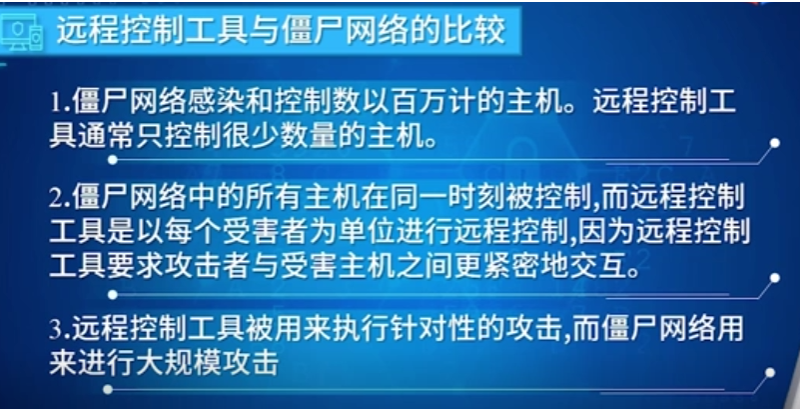 远程控制工具与僵尸网络的比较
1.僵尸网络感染和控制数以百万计的主机。远程控制工
具通常只控制很少数量的主机。
2.僵尸网络中的所有主机在同一时刻被控制,而远程控制
工具是以每个受害者为单位进行远程控制,因为远程控制
工具要求攻击者与受害主机之间更紧密地交互。
3.远程控制工具被用来执行针对性的攻击,而僵尸网络用
来进行大规模攻击